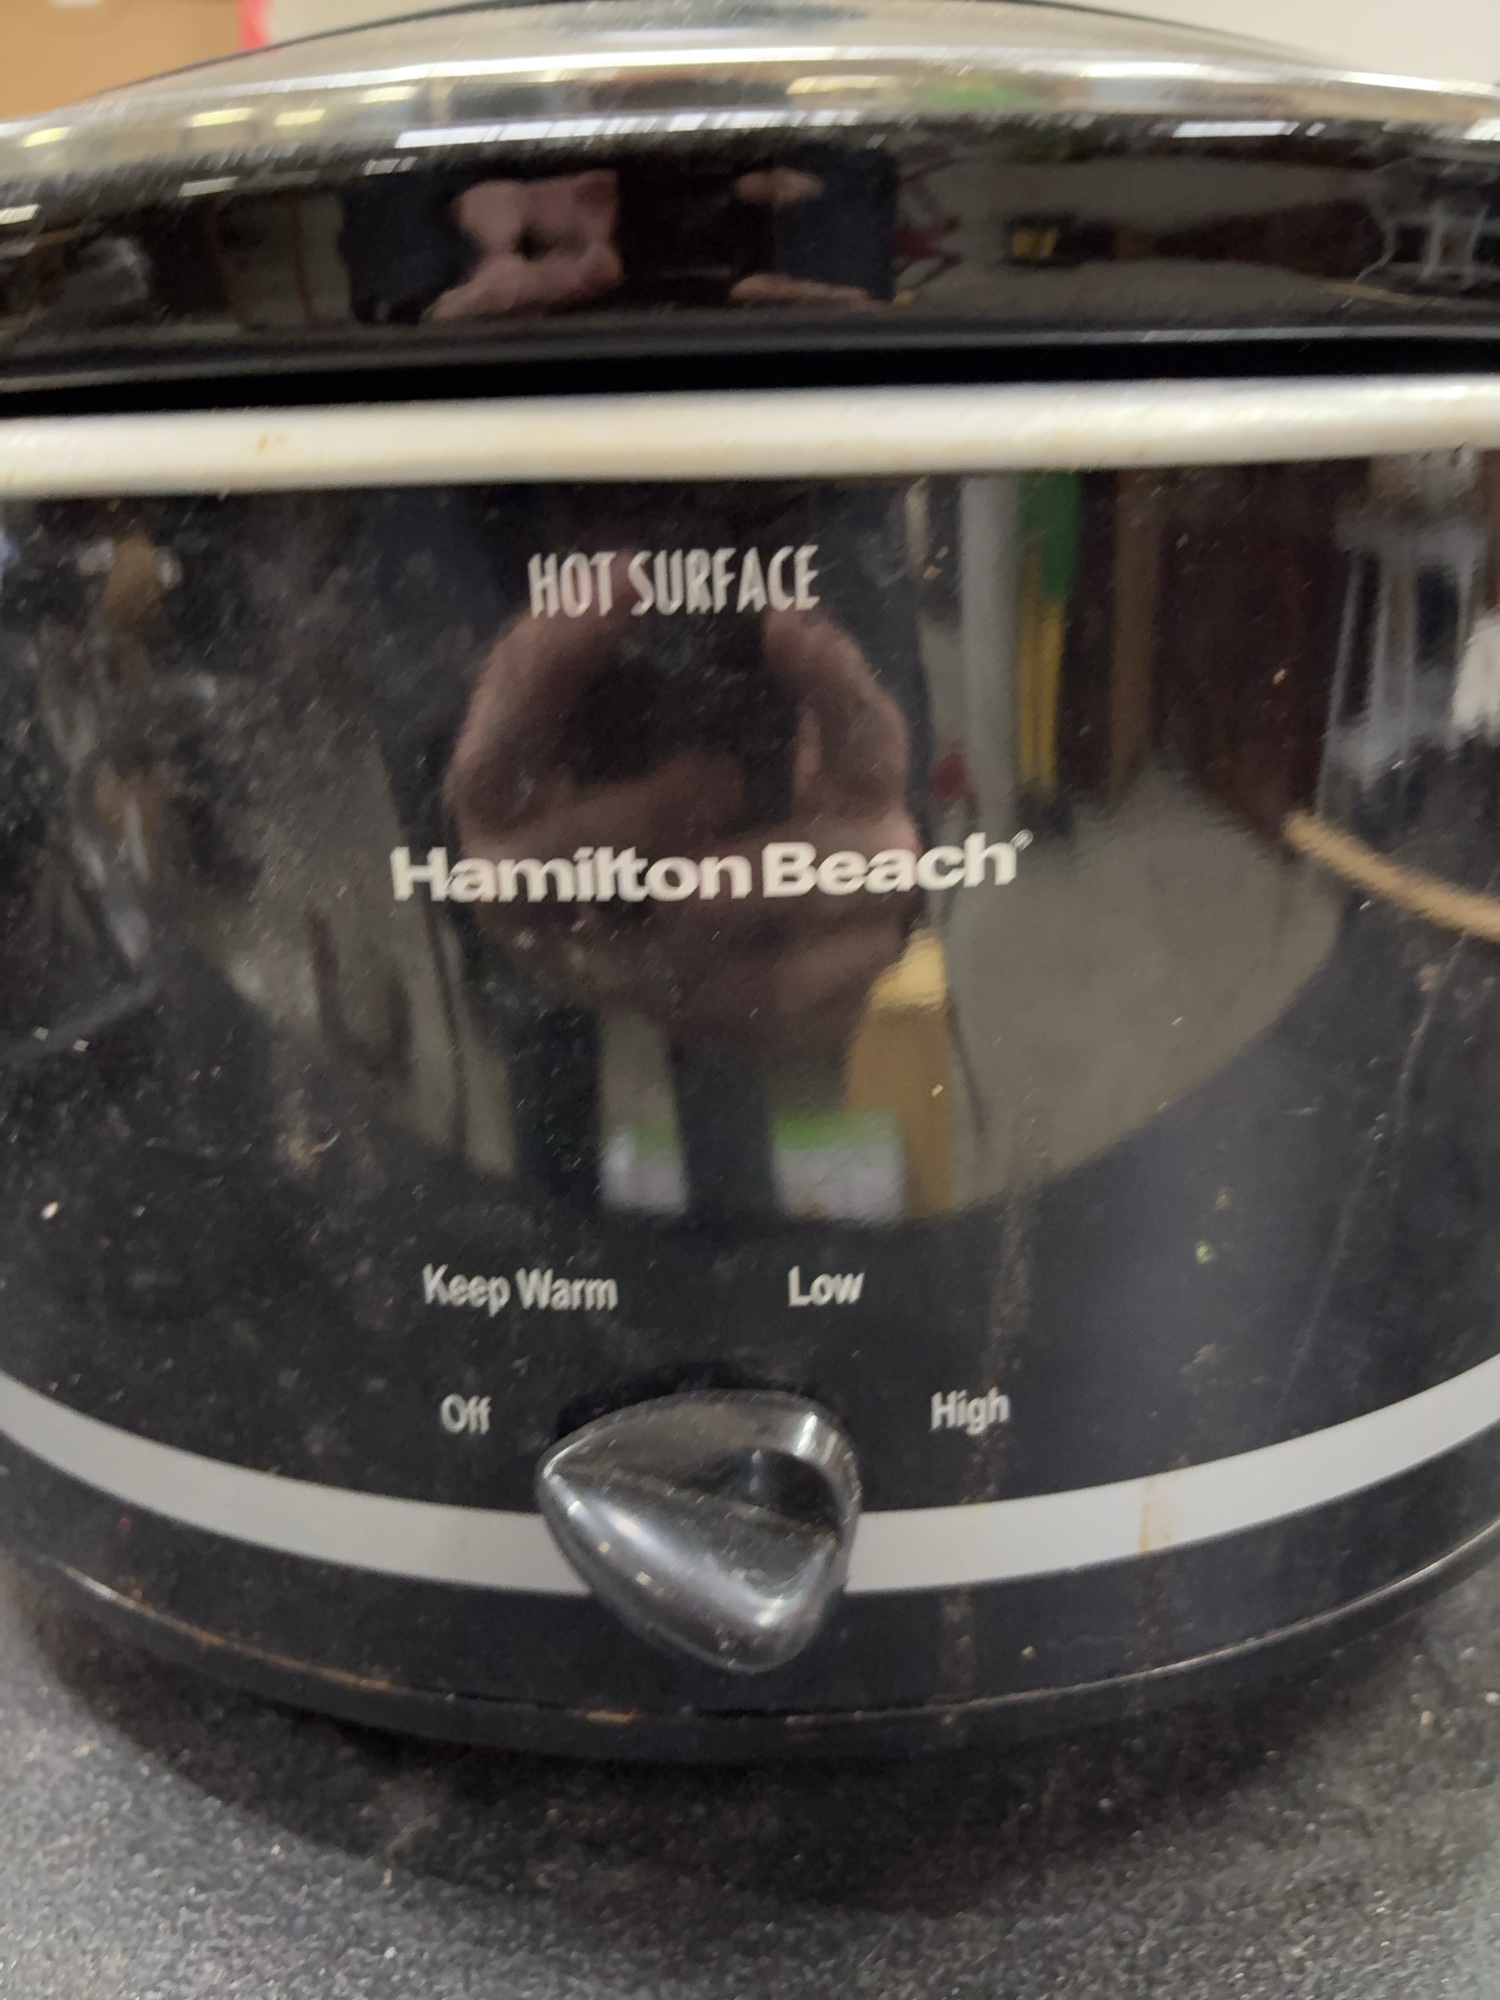 HOT SURFACE
Hamilton Beach®
Keep Warm Low
Off High